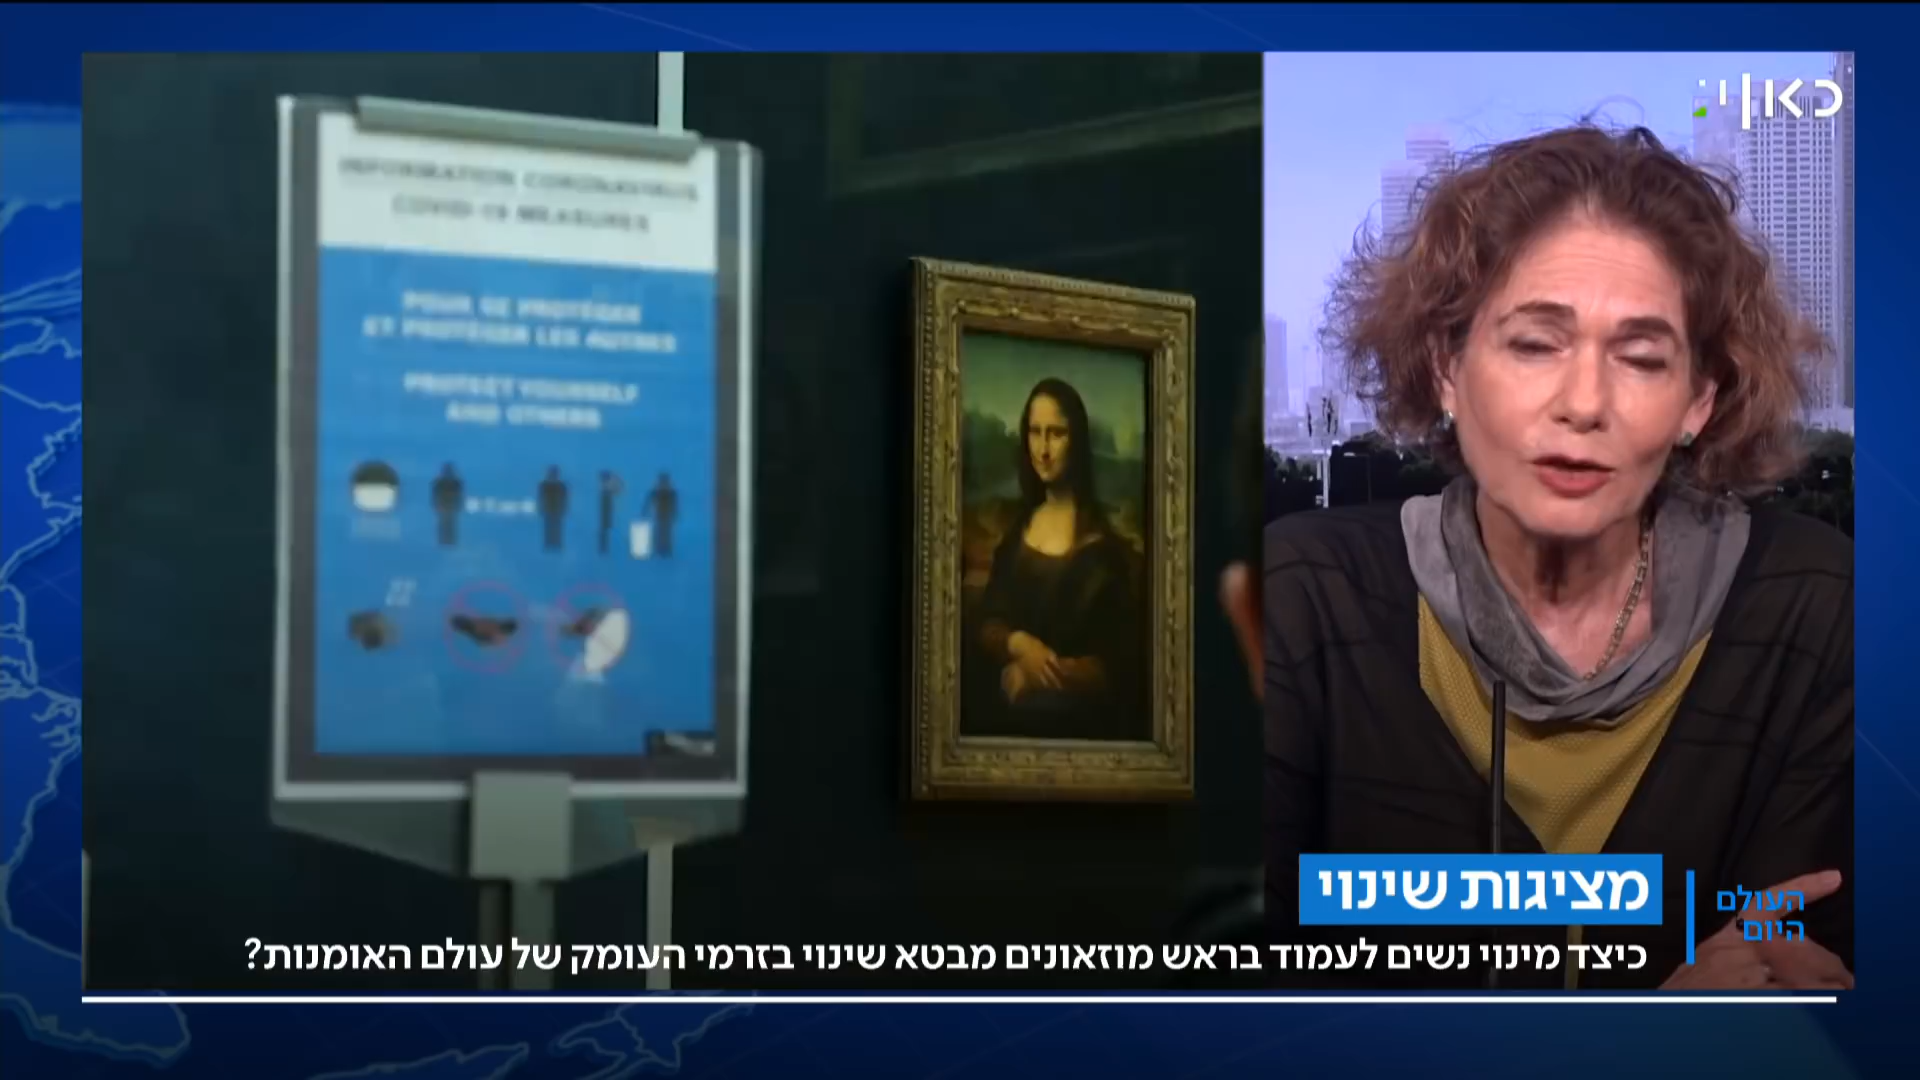 כאן 11
INFORMATION CORONAVIRUS
COVID-19 MEASURES
POUR SE PROTÉGER
ET PROTÉGER LES AUTRES
PROTECT YOURSELF
AND OTHERS
מציגות שינוי
העולם
היום
כיצד מינוי נשים לעמוד בראש מוזאונים מבטא שינוי בזרמי העומק של עולם האומנות?